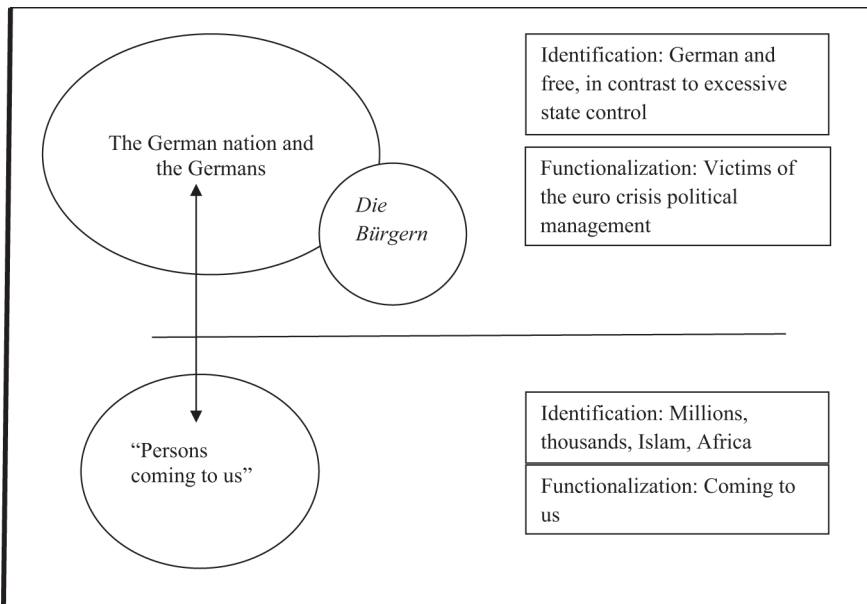 The German nation and
the Germans
Die
Bürgern
Identification: German and
free, in contrast to excessive
state control
Functionalization: Victims of
the euro crisis political
management
“Persons
coming to us”
Identification: Millions,
thousands, Islam, Africa
Functionalization: Coming to
us